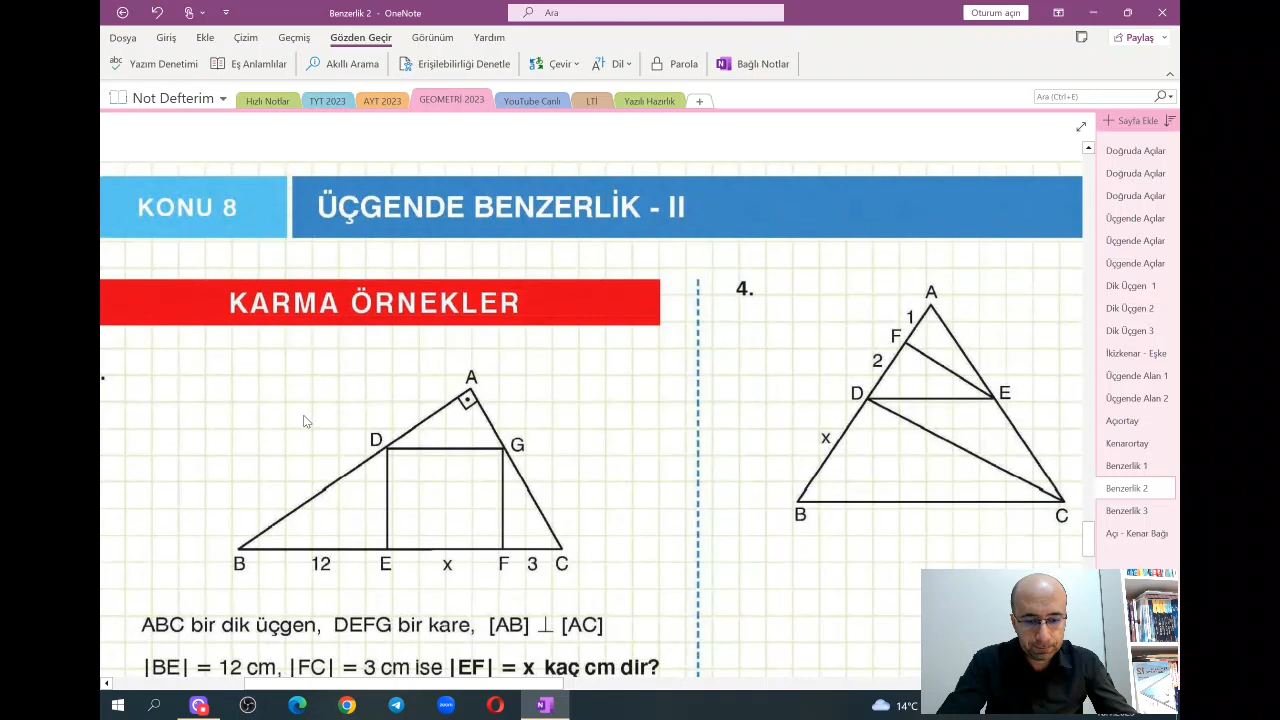 Benzerlik 2 - OneNote
Ara
Oturum açın
Dosya
Giriş
Ekle
Çizim
Geçmiş
Gözden Geçir
Görünüm
Yardım
Paylaş
abc
Yazım Denetimi
Eş Anlamlılar
Akıllı Arama
Erişilebilirliği Denetle
Çevir
Dil
Parola
Bağlı Notlar
Not Defterim
Hızlı Notlar
TYT 2023
AYT 2023
GEOMETRİ 2023
YouTube Canlı
LTİ
Yazılı Hazırlık
Ara (Ctrl+E)
Sayfa Ekle
Doğruda Açılar
Doğruda Açılar
Doğruda Açılar
Üçgende Açılar
Üçgende Açılar
Üçgende Açılar
Dik Üçgen 1
Dik Üçgen 2
Dik Üçgen 3
İkizkenar - Eşke
Üçgende Alan 1
Üçgende Alan 2
Açıortay
Kenarortay
Benzerlik 1
Benzerlik 2
Benzerlik 3
Açı - Kenar Bağı
KONU 8
ÜÇGENDE BENZERLİK - II
KARMA ÖRNEKLER
A
D
G
B
12
E
x
F
3
C
ABC bir dik üçgen, DEFG bir kare, [AB] ⊥ [AC]
|BE| = 12 cm, |FC| = 3 cm ise |EF| = x kaç cm dir?
4.
A
1
F
2
D
E
x
B
C
14°C